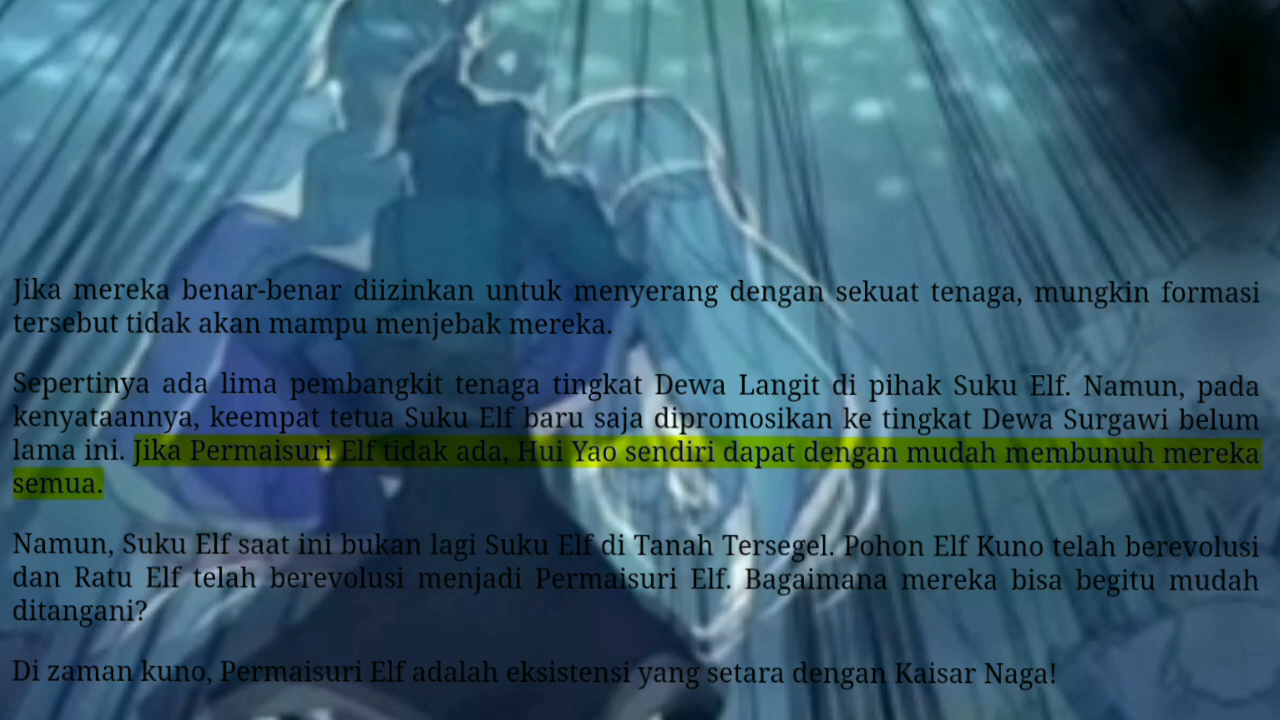 Jika mereka benar-benar diizinkan untuk menyerang dengan sekuat tenaga, mungkin formasi
tersebut tidak akan mampu menjebak mereka.
Sepertinya ada lima pembangkit tenaga tingkat Dewa Langit di pihak Suku Elf. Namun, pada
kenyataannya, keempat tetua Suku Elf baru saja dipromosikan ke tingkat Dewa Surgawi belum
lama ini. Jika Permaisuri Elf tidak ada, Hui Yao sendiri dapat dengan mudah membunuh mereka
semua.
Namun, Suku Elf saat ini bukan lagi Suku Elf di Tanah Tersegel. Pohon Elf Kuno telah berevolusi
dan Ratu Elf telah berevolusi menjadi Permaisuri Elf. Bagaimana mereka bisa begitu mudah
ditangani?
Di zaman kuno, Permaisuri Elf adalah eksistensi yang setara dengan Kaisar Naga!